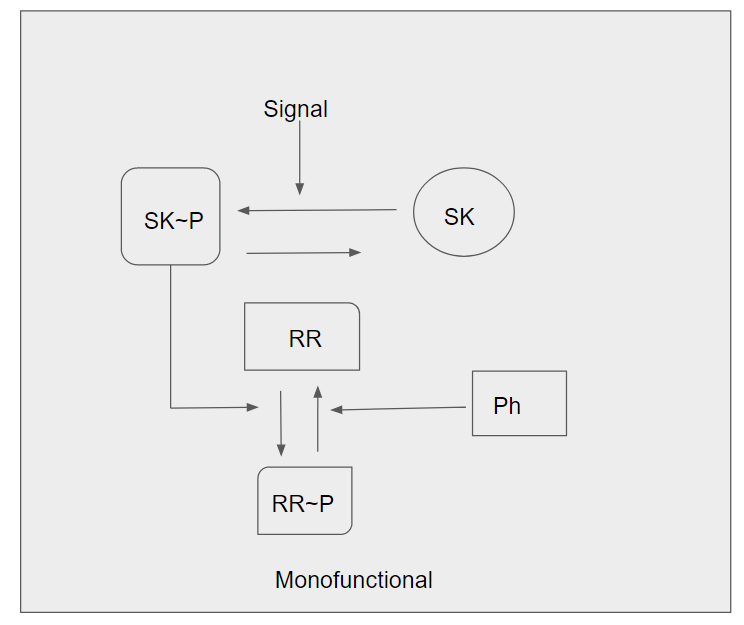 Signal
SK~P
SK
RR
Ph
RR~P
Monofunctional